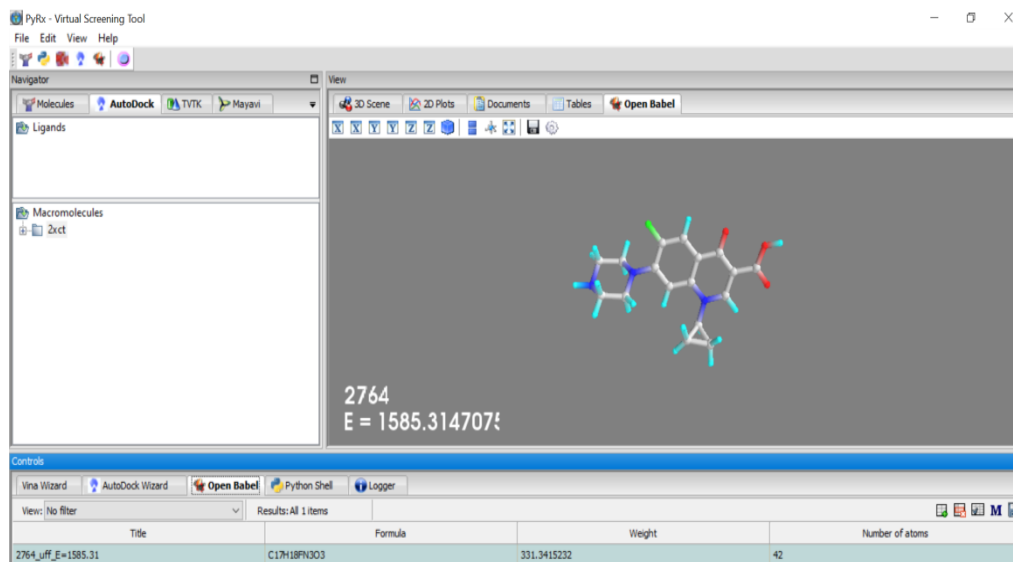 PyRx - Virtual Screening Tool
File Edit View Help
Navigator
View
Molecules AutoDock TVTK Mayavi
3D Scene 2D Plots Documents Tables Open Babel
Ligands
X X Y Y Z Z
Macromolecules
2xct
2764
E = 1585.3147075
Controls
Vina Wizard AutoDock Wizard Open Babel Python Shell Logger
View: No filter Results: All 1 items M
Title Formula Weight Number of atoms
2764_uff_E=1585.31 C17H18FN3O3 331.3415232 42